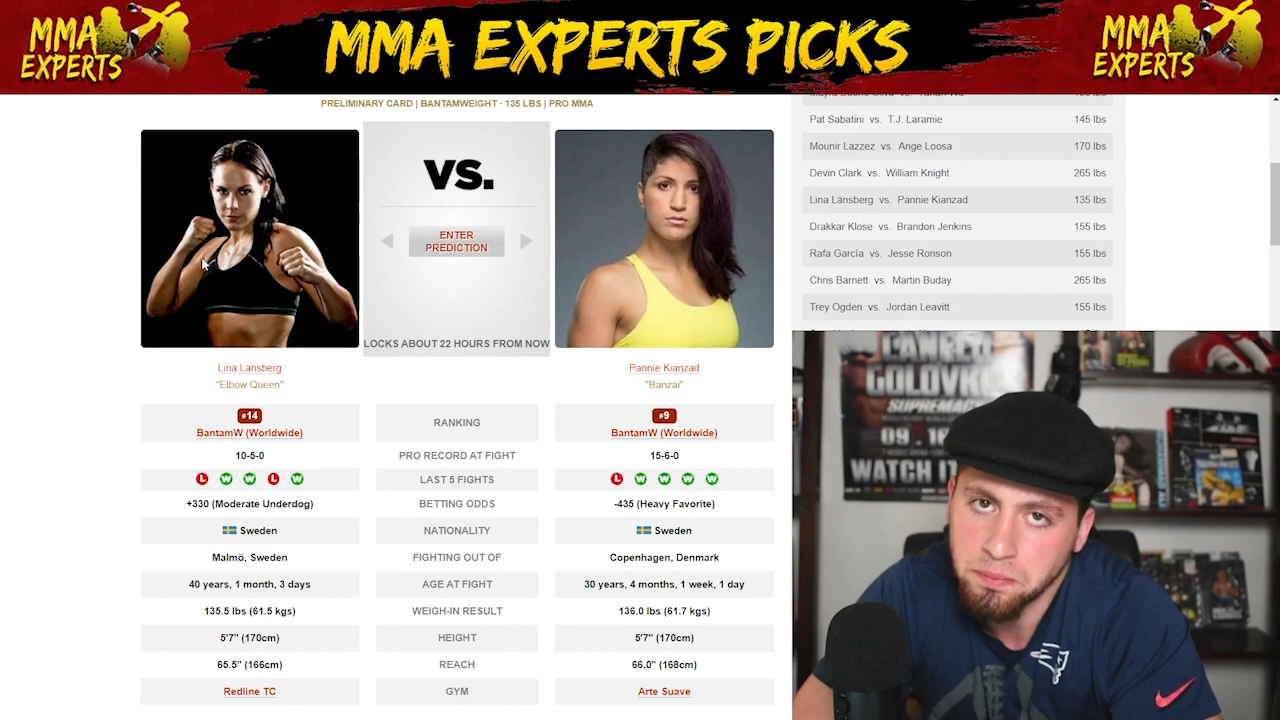 MMA EXPERTS
MMA EXPERTS PICKS
MMA EXPERTS
PRELIMINARY CARD | BANTAMWEIGHT · 135 LBS | PRO MMA
VS.
ENTER
PREDICTION
LOCKS ABOUT 22 HOURS FROM NOW
Lina Länsberg
"Elbow Queen"
Pannie Kianzad
"Banzai"
#14
BantamW (Worldwide)
RANKING
#9
BantamW (Worldwide)
10-5-0 PRO RECORD AT FIGHT 15-6-0
L W W L W LAST 5 FIGHTS L W W W W
+330 (Moderate Underdog) BETTING ODDS -435 (Heavy Favorite)
Sweden NATIONALITY Sweden
Malmö, Sweden FIGHTING OUT OF Copenhagen, Denmark
40 years, 1 month, 3 days AGE AT FIGHT 30 years, 4 months, 1 week, 1 day
135.5 lbs (61.5 kgs) WEIGH-IN RESULT 136.0 lbs (61.7 kgs)
5'7" (170cm) HEIGHT 5'7" (170cm)
65.5" (166cm) REACH 66.0" (168cm)
Redline TC GYM Arte Suave
Pat Sabatini vs. T.J. Laramie 145 lbs
Mounir Lazzez vs. Ange Loosa 170 lbs
Devin Clark vs. William Knight 265 lbs
Lina Länsberg vs. Pannie Kianzad 135 lbs
Drakkar Klose vs. Brandon Jenkins 155 lbs
Rafa García vs. Jesse Ronson 155 lbs
Chris Barnett vs. Martin Buday 265 lbs
Trey Ogden vs. Jordan Leavitt 155 lbs
CANELO
GOLOVK
SUPREMAC
09.16
WATCH IT